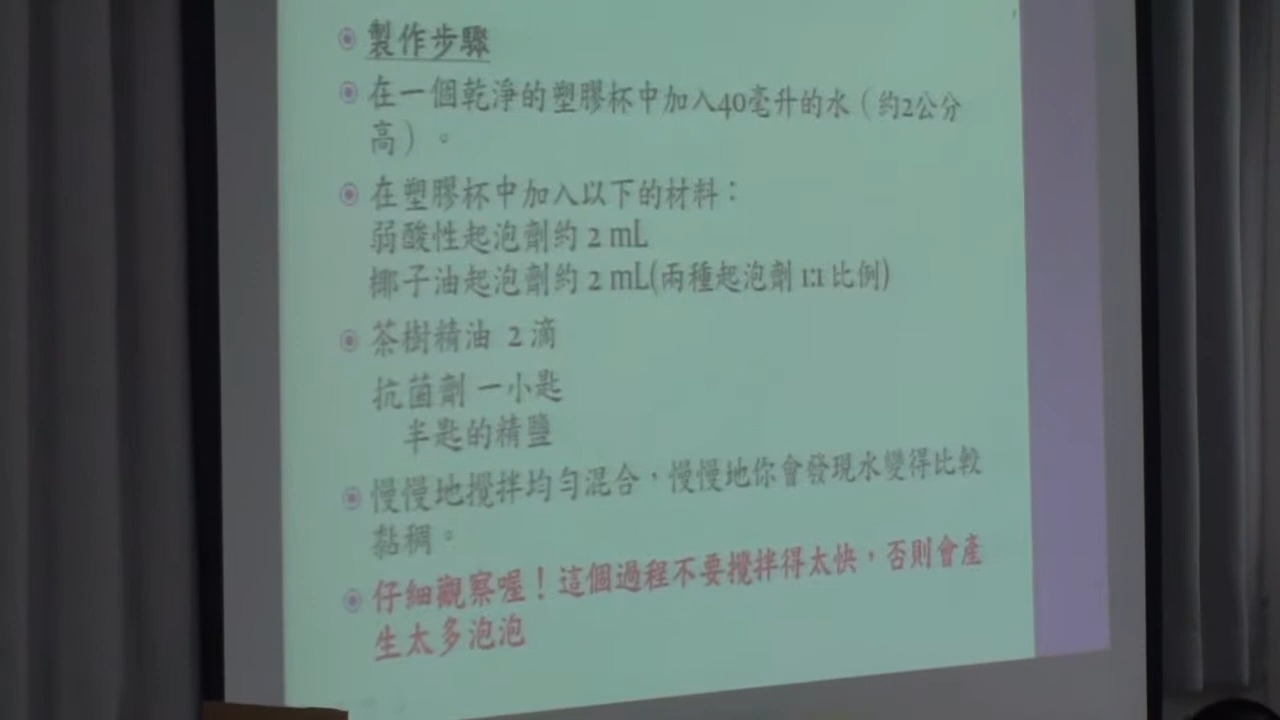 製作步驟
在一個乾淨的塑膠杯中加入40毫升的水（約2公分
高）。
在塑膠杯中加入以下的材料：
弱酸性起泡劑約 2 mL
椰子油起泡劑約 2 mL(兩種起泡劑 1:1 比例)
茶樹精油 2 滴
抗菌劑 一小匙
半匙的精鹽
慢慢地攪拌均勻混合，慢慢地你會發現水變得比較
黏稠。
仔細觀察喔！這個過程不要攪拌得太快，否則會產
生太多泡泡